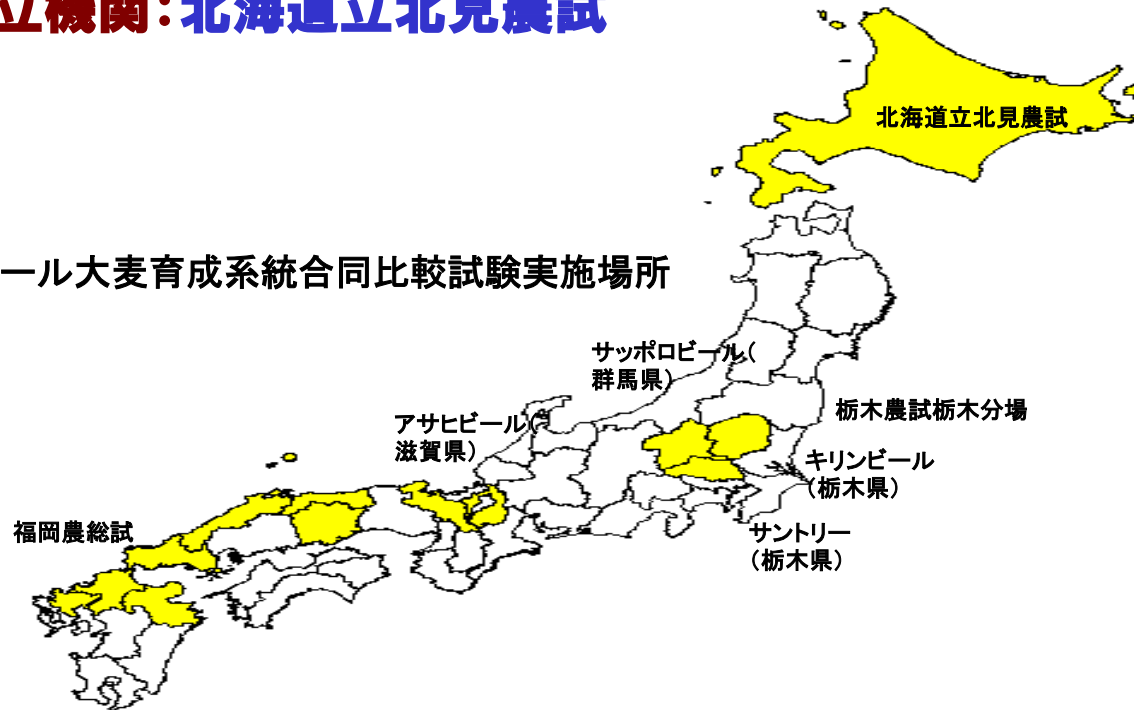 立機関：北海道立北見農試
北海道立北見農試
ール大麦育成系統合同比較試験実施場所
サッポロビール（
群馬県）
アサヒビール（
滋賀県）
栃木農試栃木分場
キリンビール
（栃木県）
サントリー
（栃木県）
福岡農総試